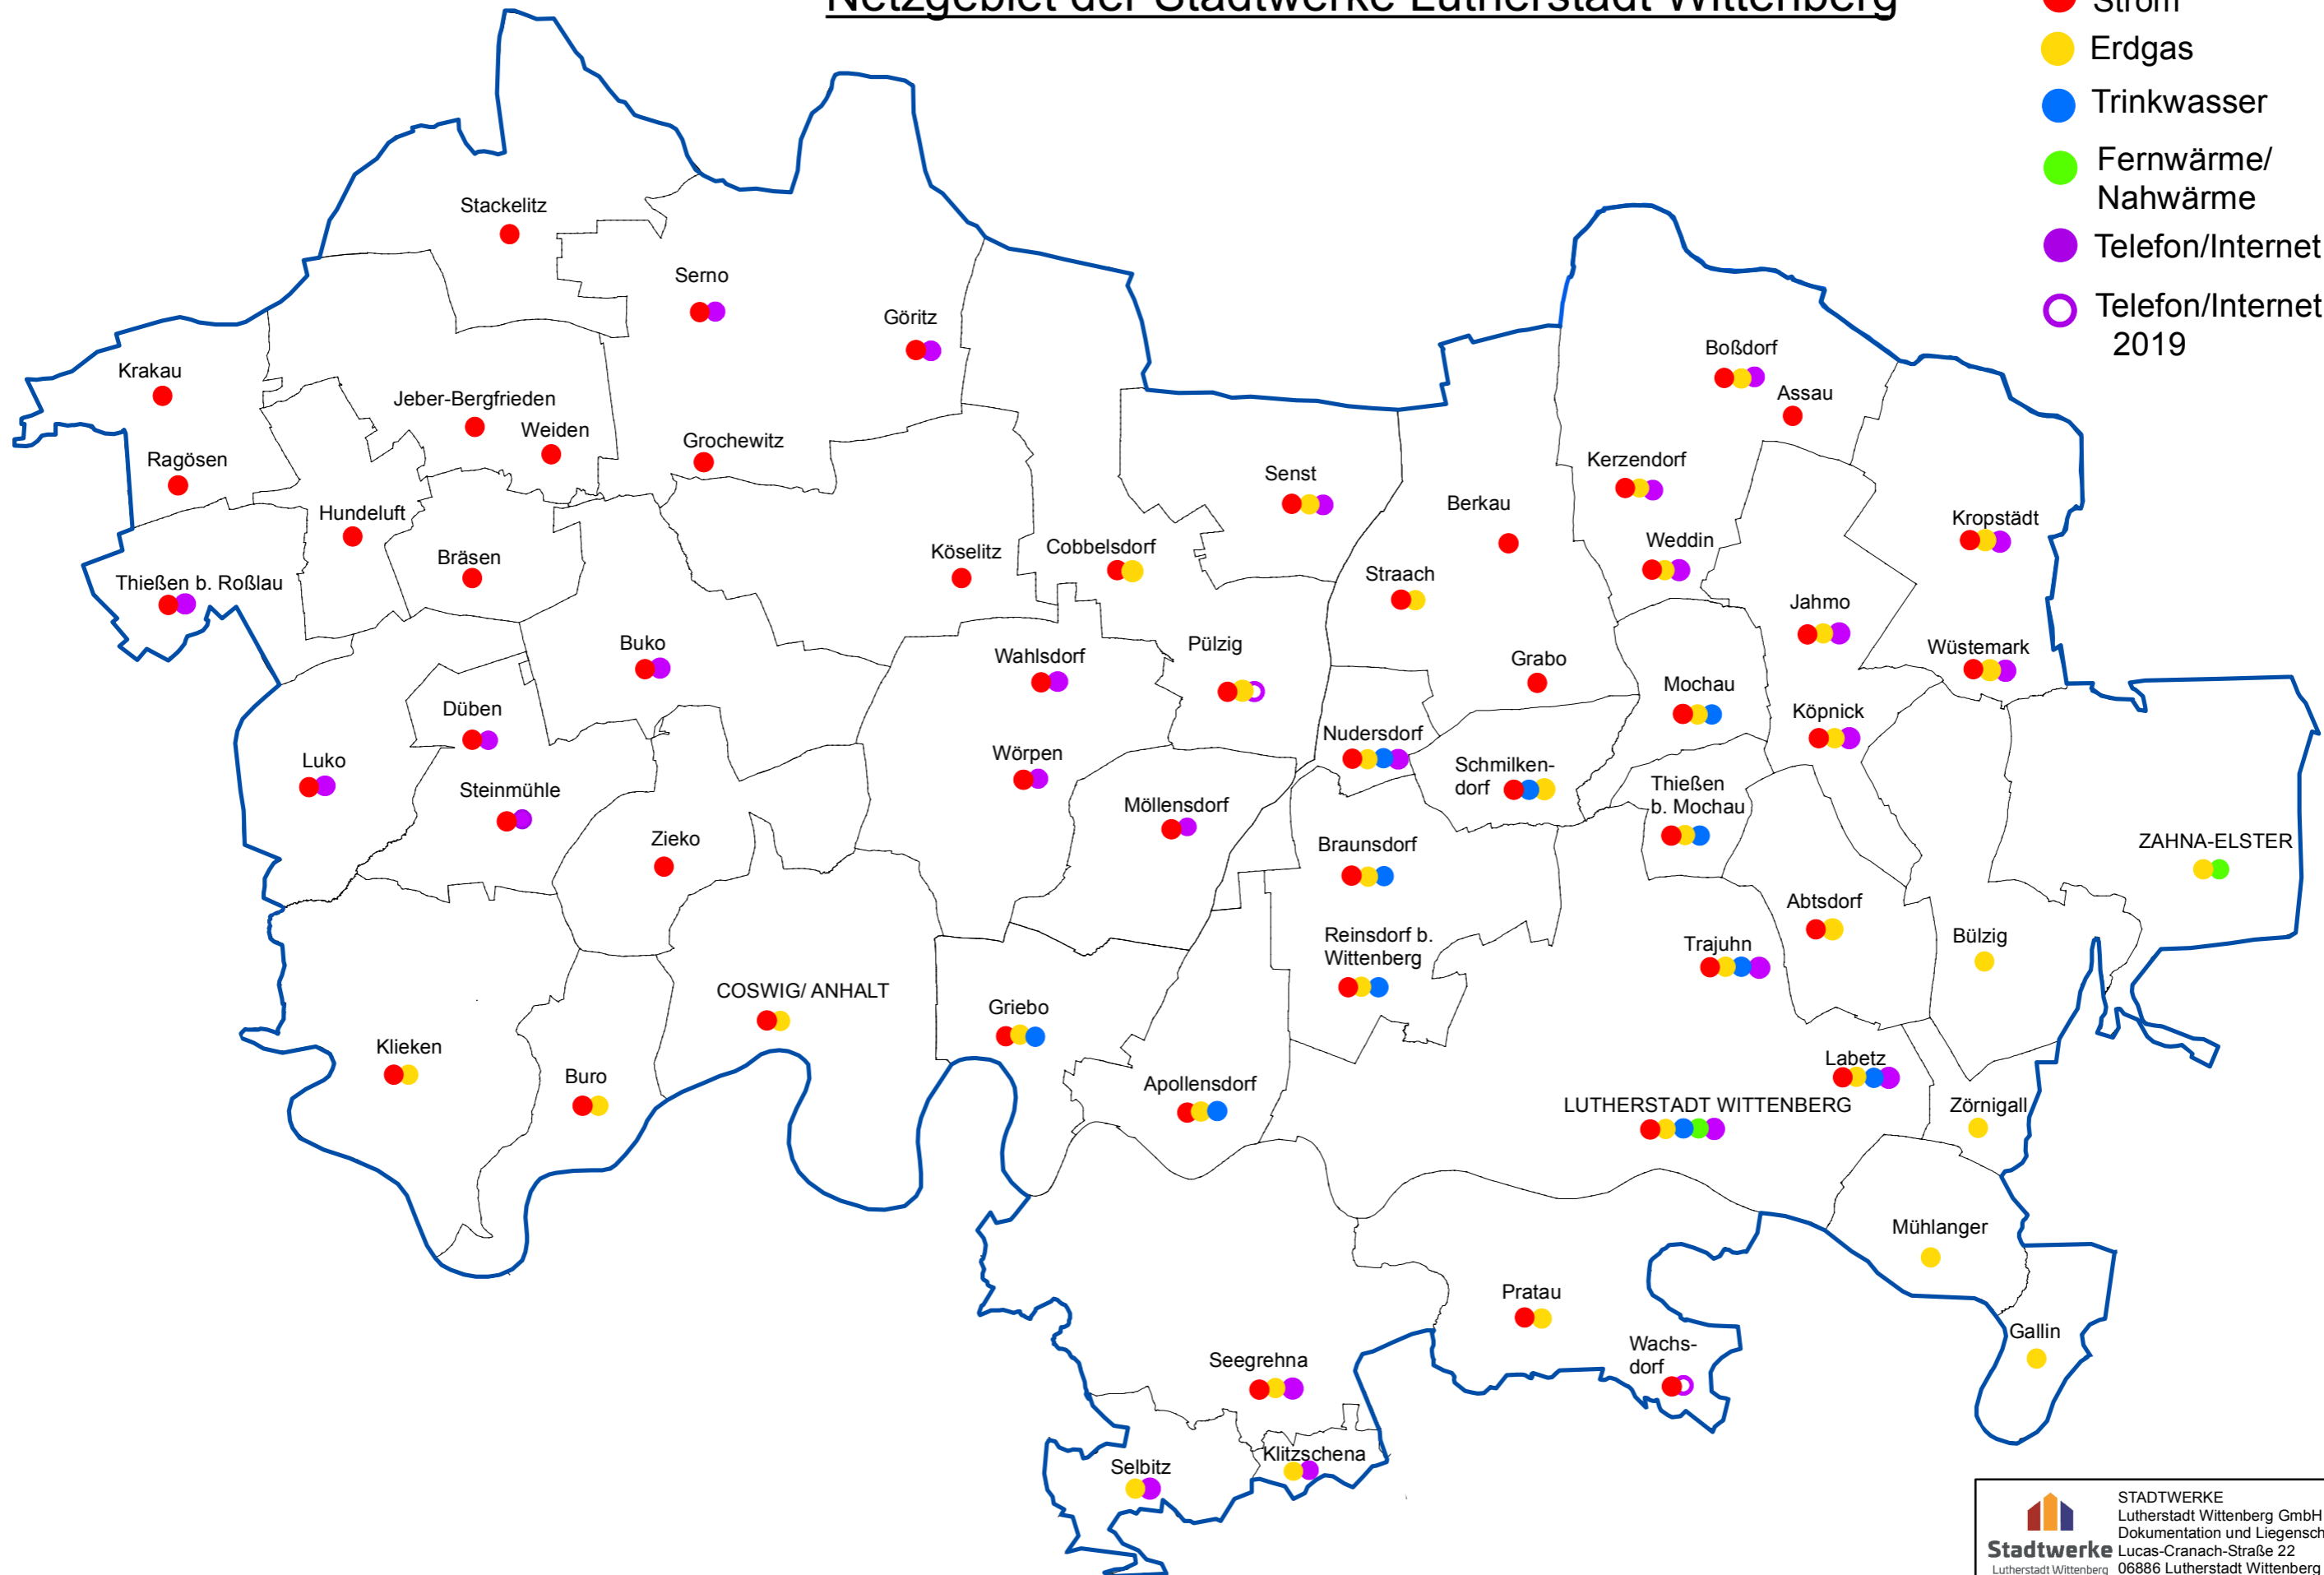 Netzgebiet der Stadtwerke Lutherstadt Wittenberg
Strom
Erdgas
Trinkwasser
Fernwärme/
Nahwärme
Telefon/Internet
Telefon/Internet
2019
Stackelitz
Serno
Göritz
Krakau
Jeber-Bergfrieden
Weiden
Grochewitz
Ragösen
Hundeluft
Bräsen
Thießen b. Roßlau
Köselitz
Cobbelsdorf
Senst
Boßdorf
Assau
Kerzendorf
Berkau
Weddin
Kropstädt
Straach
Jahmo
Wüstemark
Buko
Wahlsdorf
Pülzig
Grabo
Mochau
Köpnick
Düben
Luko
Steinmühle
Wörpen
Nudersdorf
Schmilken-
dorf
Thießen
b. Mochau
Möllensdorf
Zieko
Braunsdorf
ZAHNA-ELSTER
Abtsdorf
Reinsdorf b.
Wittenberg
Trajuhn
Bülzig
COSWIG/ ANHALT
Griebo
Klieken
Buro
Apollensdorf
Labetz
LUTHERSTADT WITTENBERG
Zörnigall
Mühlanger
Pratau
Wachs-
dorf
Gallin
Seegrehna
Klitzschena
Selbitz
Stadtwerke
Lutherstadt Wittenberg
STADTWERKE
Lutherstadt Wittenberg GmbH
Dokumentation und Liegensch
Lucas-Cranach-Straße 22
06886 Lutherstadt Wittenberg